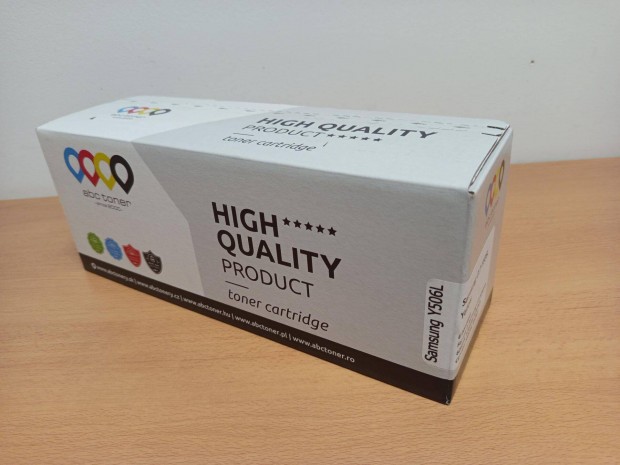 HIGH QUALITY
PRODUCT ★★★★★
toner cartridge
abc toner
HIGH ★★★★★
QUALITY
PRODUCT
toner cartridge
www.abctoner.hu | www.abctoner.pl | www.abctoner.ro
Samsung Y506L